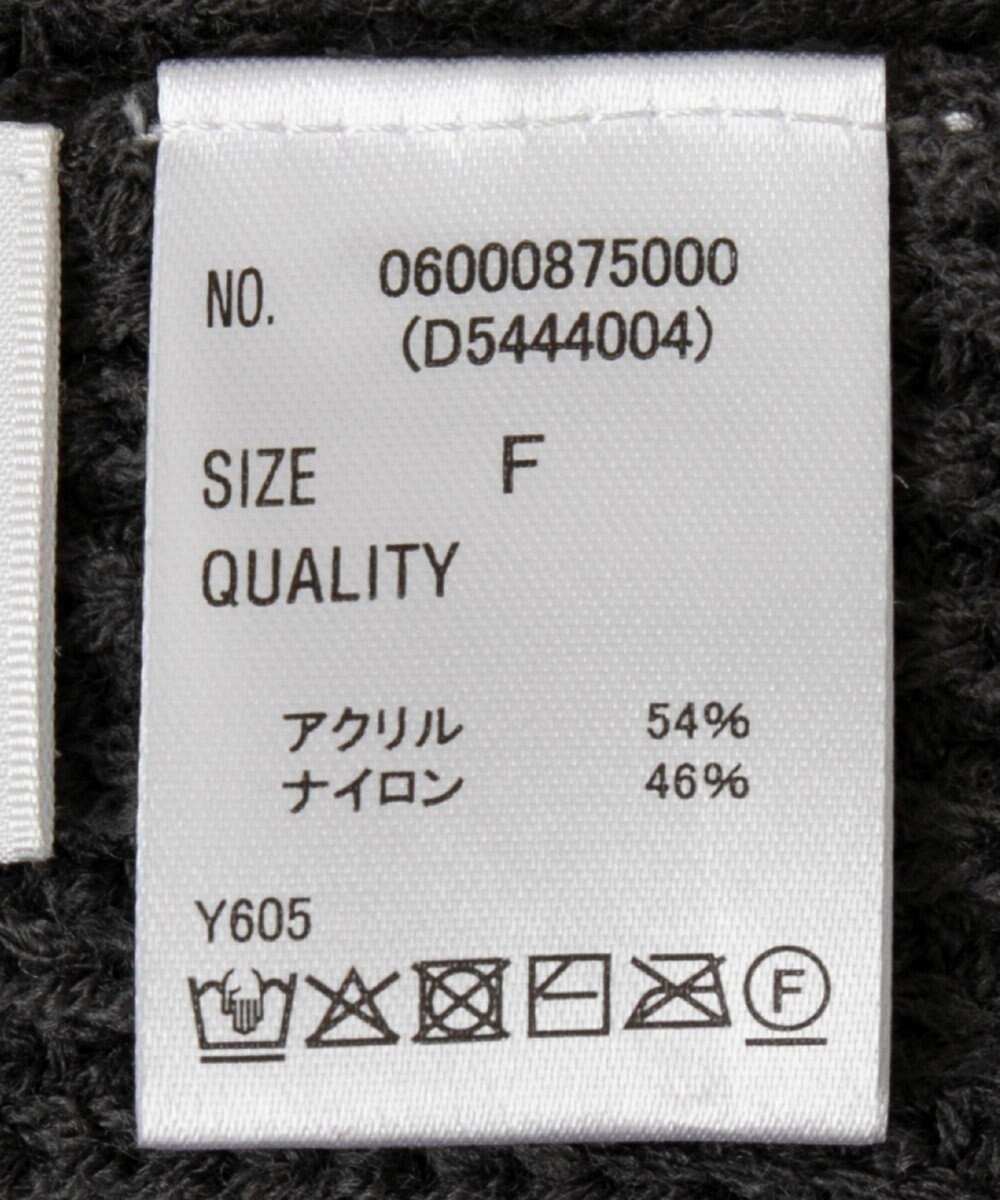 NO. 06000875000
(D5444004)
SIZE F
QUALITY
アクリル 54%
ナイロン 46%
Y605
F